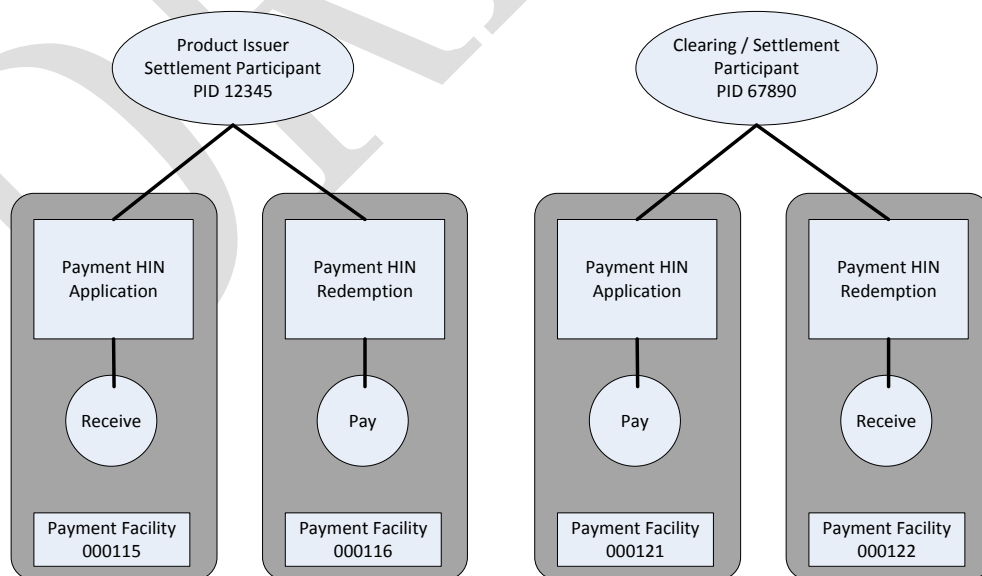 Product Issuer
Settlement Participant
PID 12345
Clearing / Settlement
Participant
PID 67890
Payment HIN
Application
Payment HIN
Redemption
Payment HIN
Application
Payment HIN
Redemption
Receive
Pay
Pay
Receive
Payment Facility
000115
Payment Facility
000116
Payment Facility
000121
Payment Facility
000122